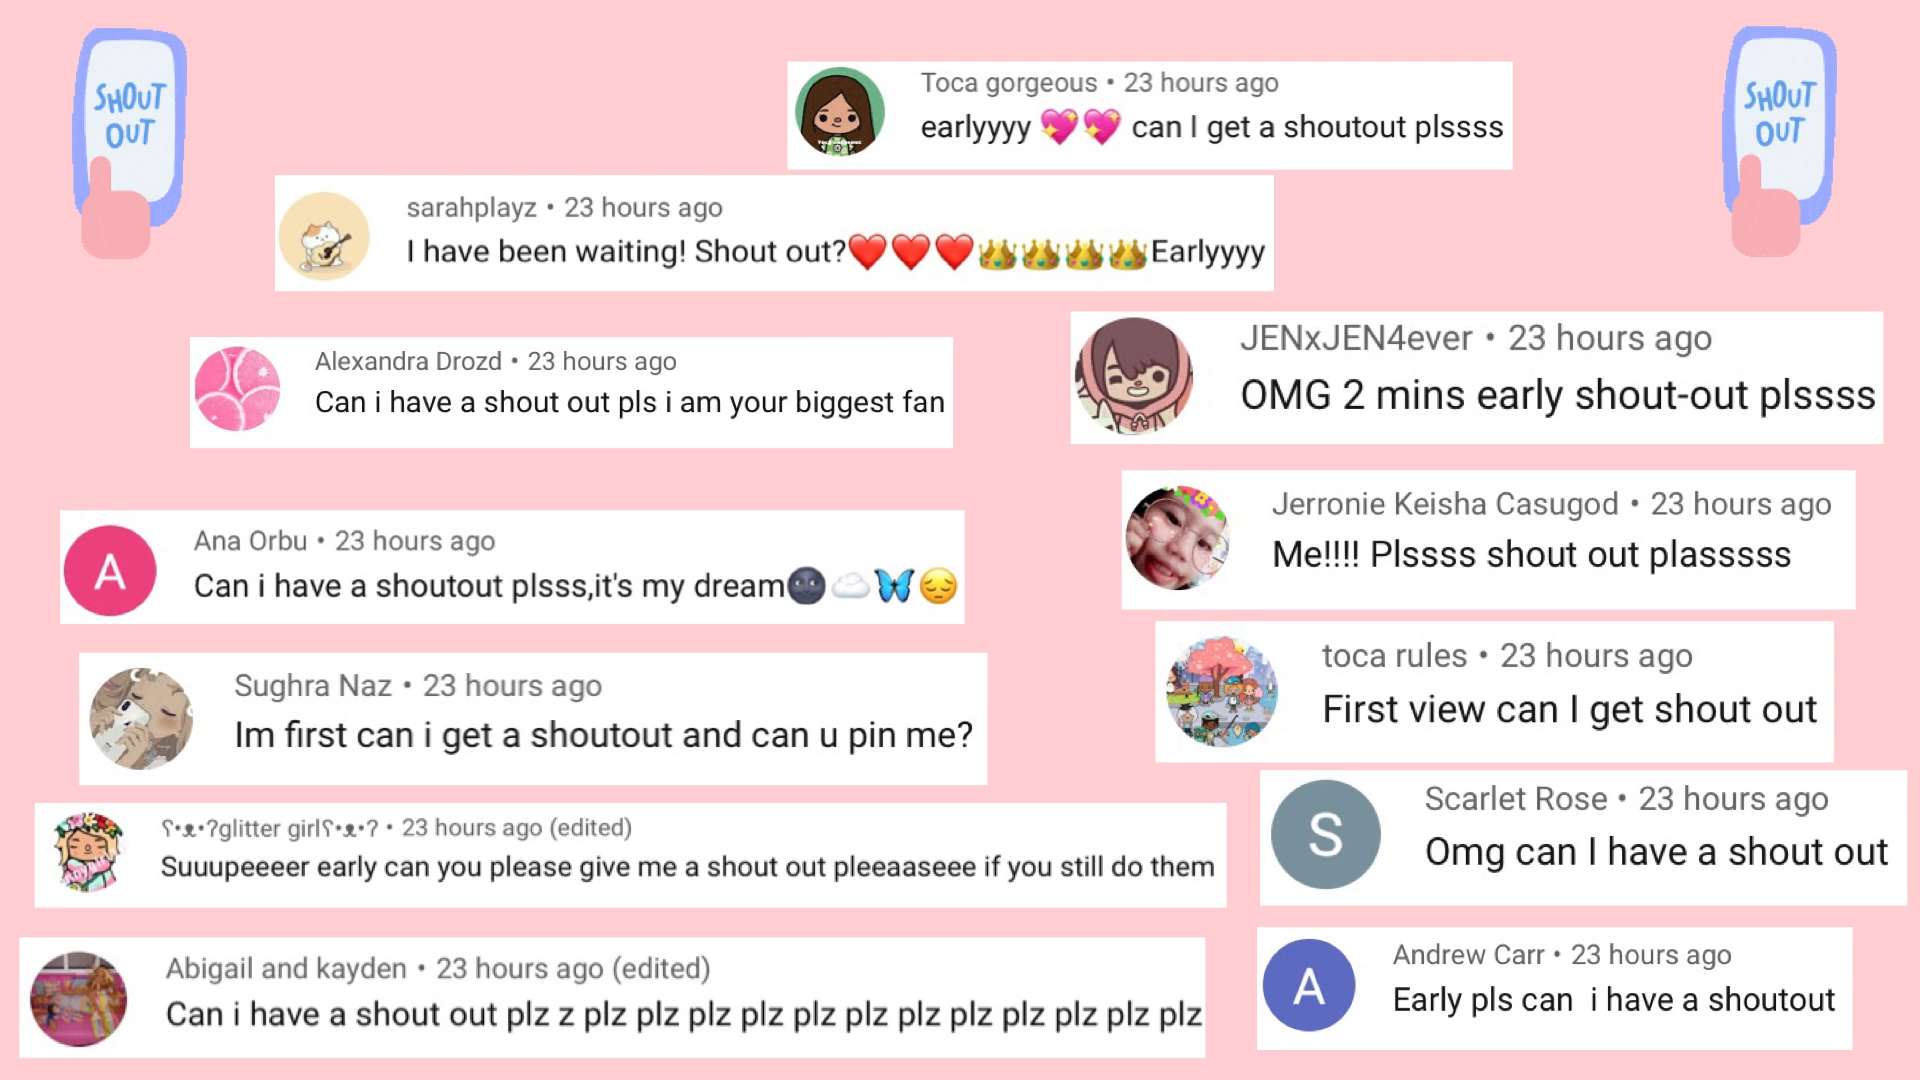 SHOUT
OUT
SHOUT
OUT
Toca gorgeous • 23 hours ago
earlyyyy 💖💖 can I get a shoutout plssss
sarahplayz • 23 hours ago
I have been waiting! Shout out?❤️❤️❤️👑👑👑👑Earlyyyy
Alexandra Drozd • 23 hours ago
Can i have a shout out pls i am your biggest fan
JENxJEN4ever • 23 hours ago
OMG 2 mins early shout-out plssss
Jerronie Keisha Casugod • 23 hours ago
Me!!!! Plssss shout out plasssss
A
Ana Orbu • 23 hours ago
Can i have a shoutout plsss,it's my dream🌚☁️🦋😔
Sughra Naz • 23 hours ago
Im first can i get a shoutout and can u pin me?
toca rules • 23 hours ago
First view can I get shout out
S
Scarlet Rose • 23 hours ago
Omg can I have a shout out
ʕ•ᴥ•ʔglitter girlʕ•ᴥ•ʔ • 23 hours ago (edited)
Suuupeeeer early can you please give me a shout out pleeaaseee if you still do them
Abigail and kayden • 23 hours ago (edited)
Can i have a shout out plz z plz plz plz plz plz plz plz plz plz plz plz plz
A
Andrew Carr • 23 hours ago
Early pls can  i have a shoutout